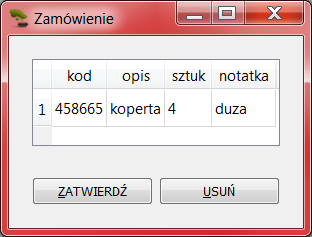 Zamówienie
kod opis sztuk notatka
1 458665 koperta 4 duza
ZATWIERDŹ USUŃ